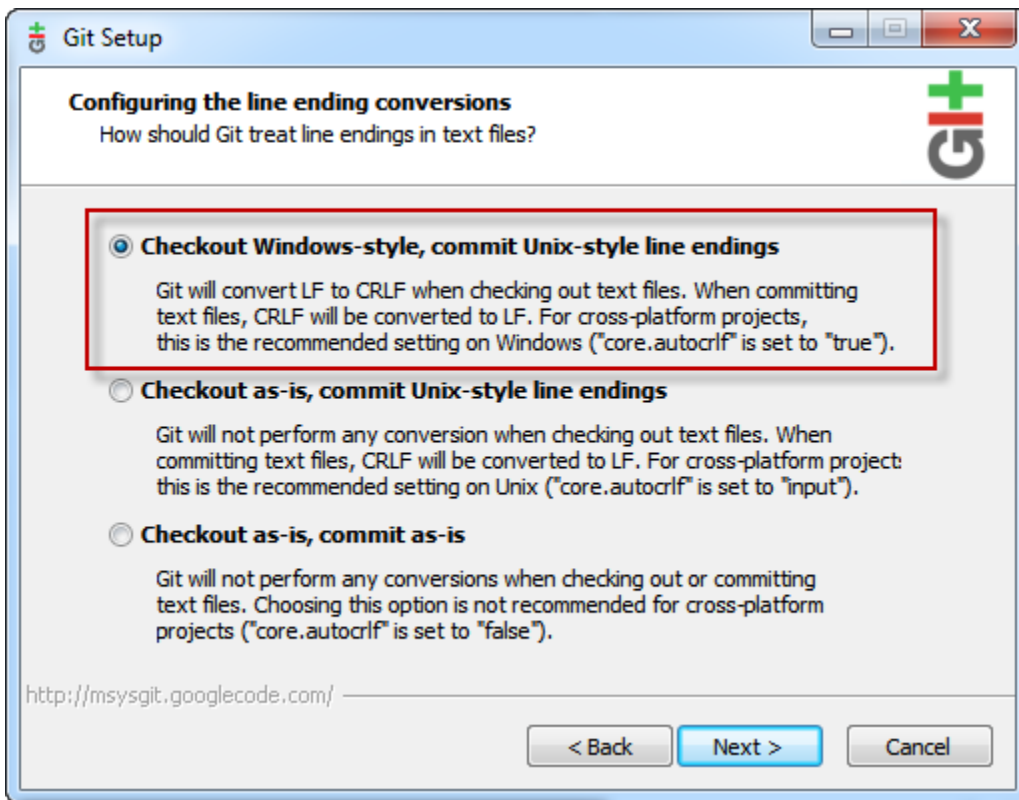 Git Setup
Configuring the line ending conversions
How should Git treat line endings in text files?
GIt
Checkout Windows-style, commit Unix-style line endings
Git will convert LF to CRLF when checking out text files. When committing
text files, CRLF will be converted to LF. For cross-platform projects,
this is the recommended setting on Windows ("core.autocrlf" is set to "true").
Checkout as-is, commit Unix-style line endings
Git will not perform any conversion when checking out text files. When
committing text files, CRLF will be converted to LF. For cross-platform project
this is the recommended setting on Unix ("core.autocrlf" is set to "input").
Checkout as-is, commit as-is
Git will not perform any conversions when checking out or committing
text files. Choosing this option is not recommended for cross-platform
projects ("core.autocrlf" is set to "false").
http://msysgit.googlecode.com/
< Back
Next >
Cancel